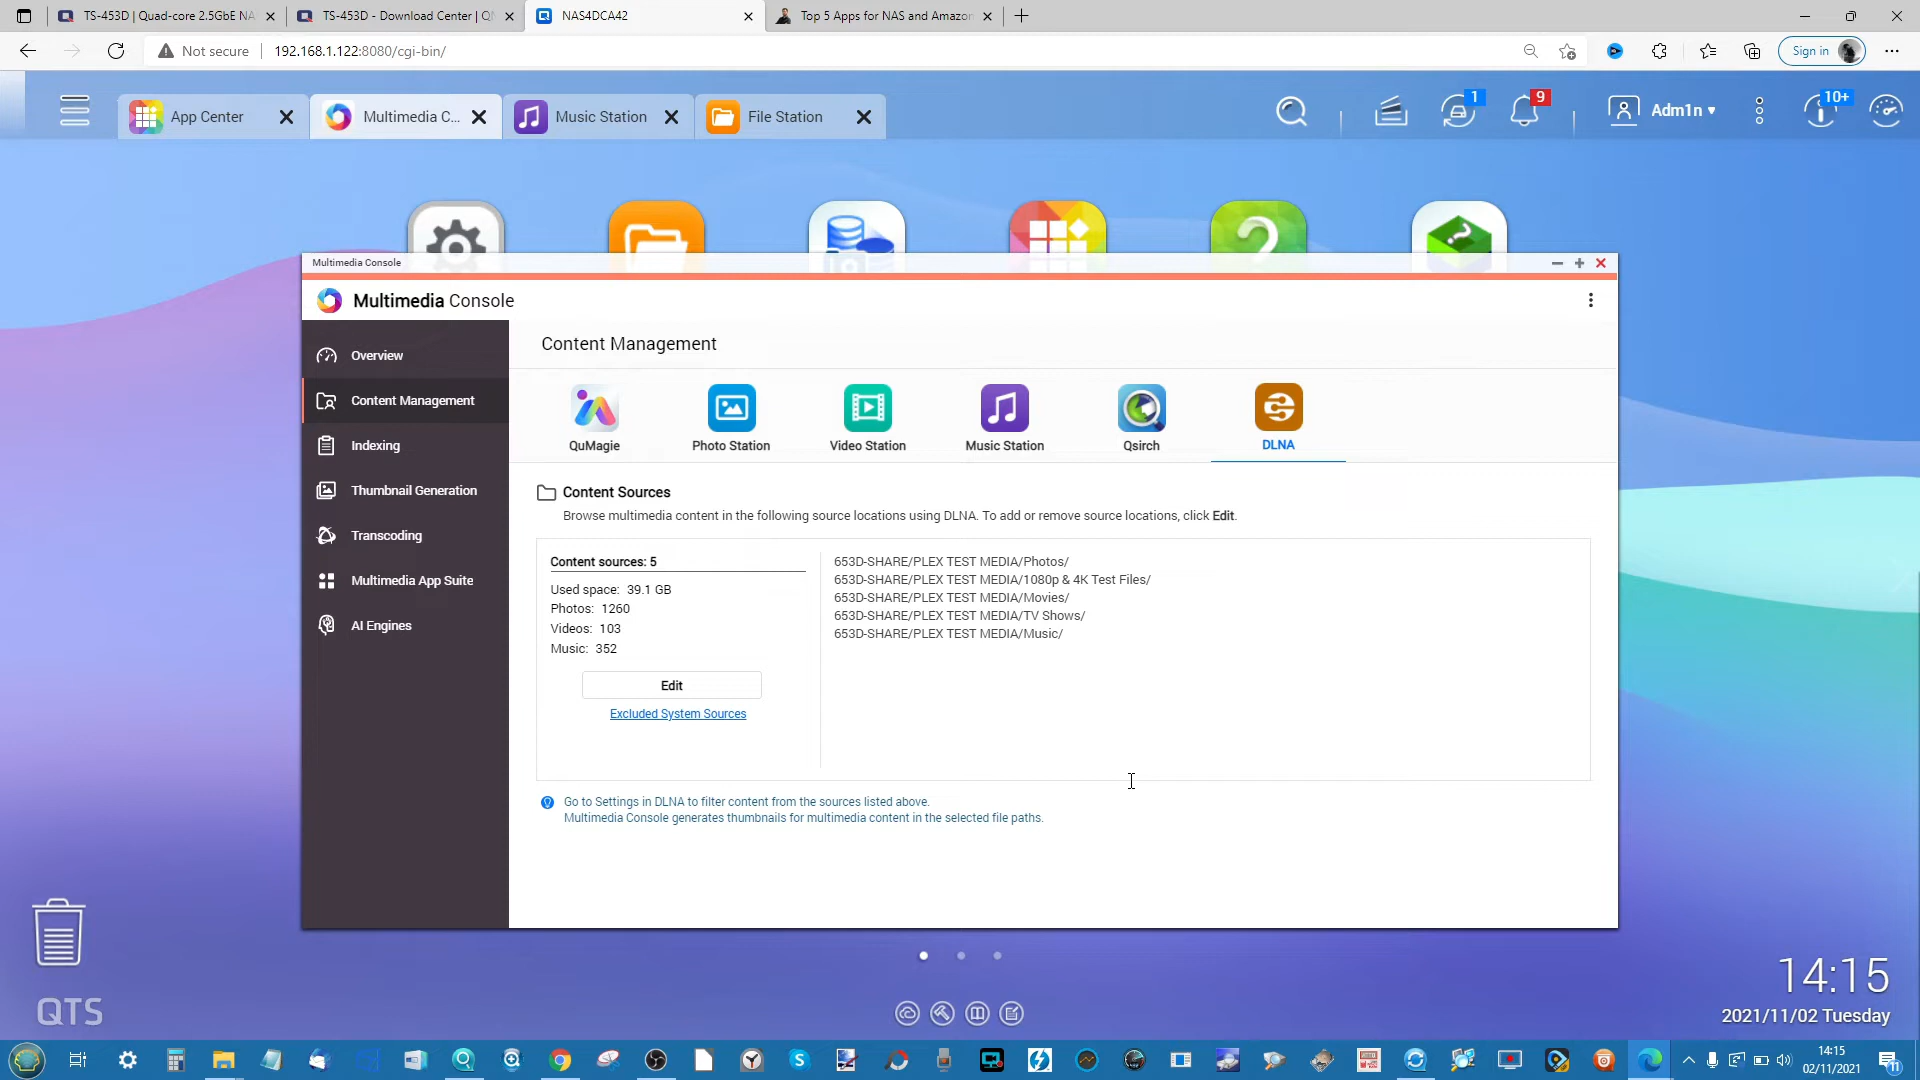 TS-453D | Quad-core 2.5GbE NA
TS-453D - Download Center | QN
NAS4DCA42
Top 5 Apps for NAS and Amazon
Not secure
192.168.1.122:8080/cgi-bin/
Sign in
App Center
Multimedia C...
Music Station
File Station
1
9
Adm1n
10+
Multimedia Console
Multimedia Console
Overview
Content Management
Indexing
Thumbnail Generation
Transcoding
Multimedia App Suite
AI Engines
Content Management
QuMagie
Photo Station
Video Station
Music Station
Qsirch
DLNA
Content Sources
Browse multimedia content in the following source locations using DLNA. To add or remove source locations, click Edit.
Content sources: 5
Used space: 39.1 GB
Photos: 1260
Videos: 103
Music: 352
Edit
Excluded System Sources
653D-SHARE/PLEX TEST MEDIA/Photos/
653D-SHARE/PLEX TEST MEDIA/1080p & 4K Test Files/
653D-SHARE/PLEX TEST MEDIA/Movies/
653D-SHARE/PLEX TEST MEDIA/TV Shows/
653D-SHARE/PLEX TEST MEDIA/Music/
Go to Settings in DLNA to filter content from the sources listed above.
Multimedia Console generates thumbnails for multimedia content in the selected file paths.
QTS
14:15
2021/11/02 Tuesday
14:15
02/11/2021
11